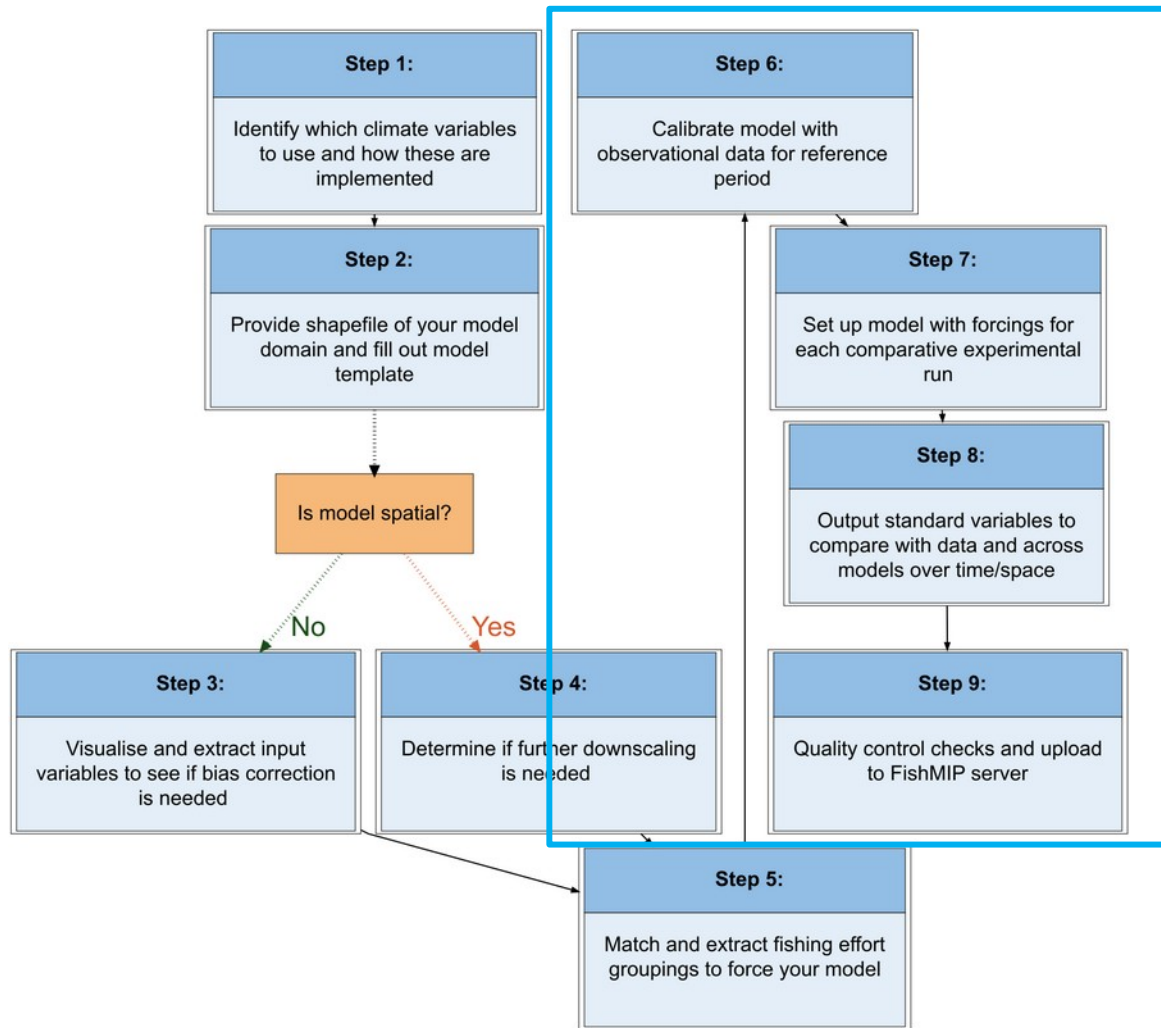 Step 1:
Identify which climate variables
to use and how these are
implemented
Step 2:
Provide shapefile of your model
domain and fill out model
template
Is model spatial?
No
Yes
Step 3:
Visualise and extract input
variables to see if bias correction
is needed
Step 4:
Determine if further downscaling
is needed
Step 5:
Match and extract fishing effort
groupings to force your model
Step 6:
Calibrate model with
observational data for reference
period
Step 7:
Set up model with forcings for
each comparative experimental
run
Step 8:
Output standard variables to
compare with data and across
models over time/space
Step 9:
Quality control checks and upload
to FishMIP server